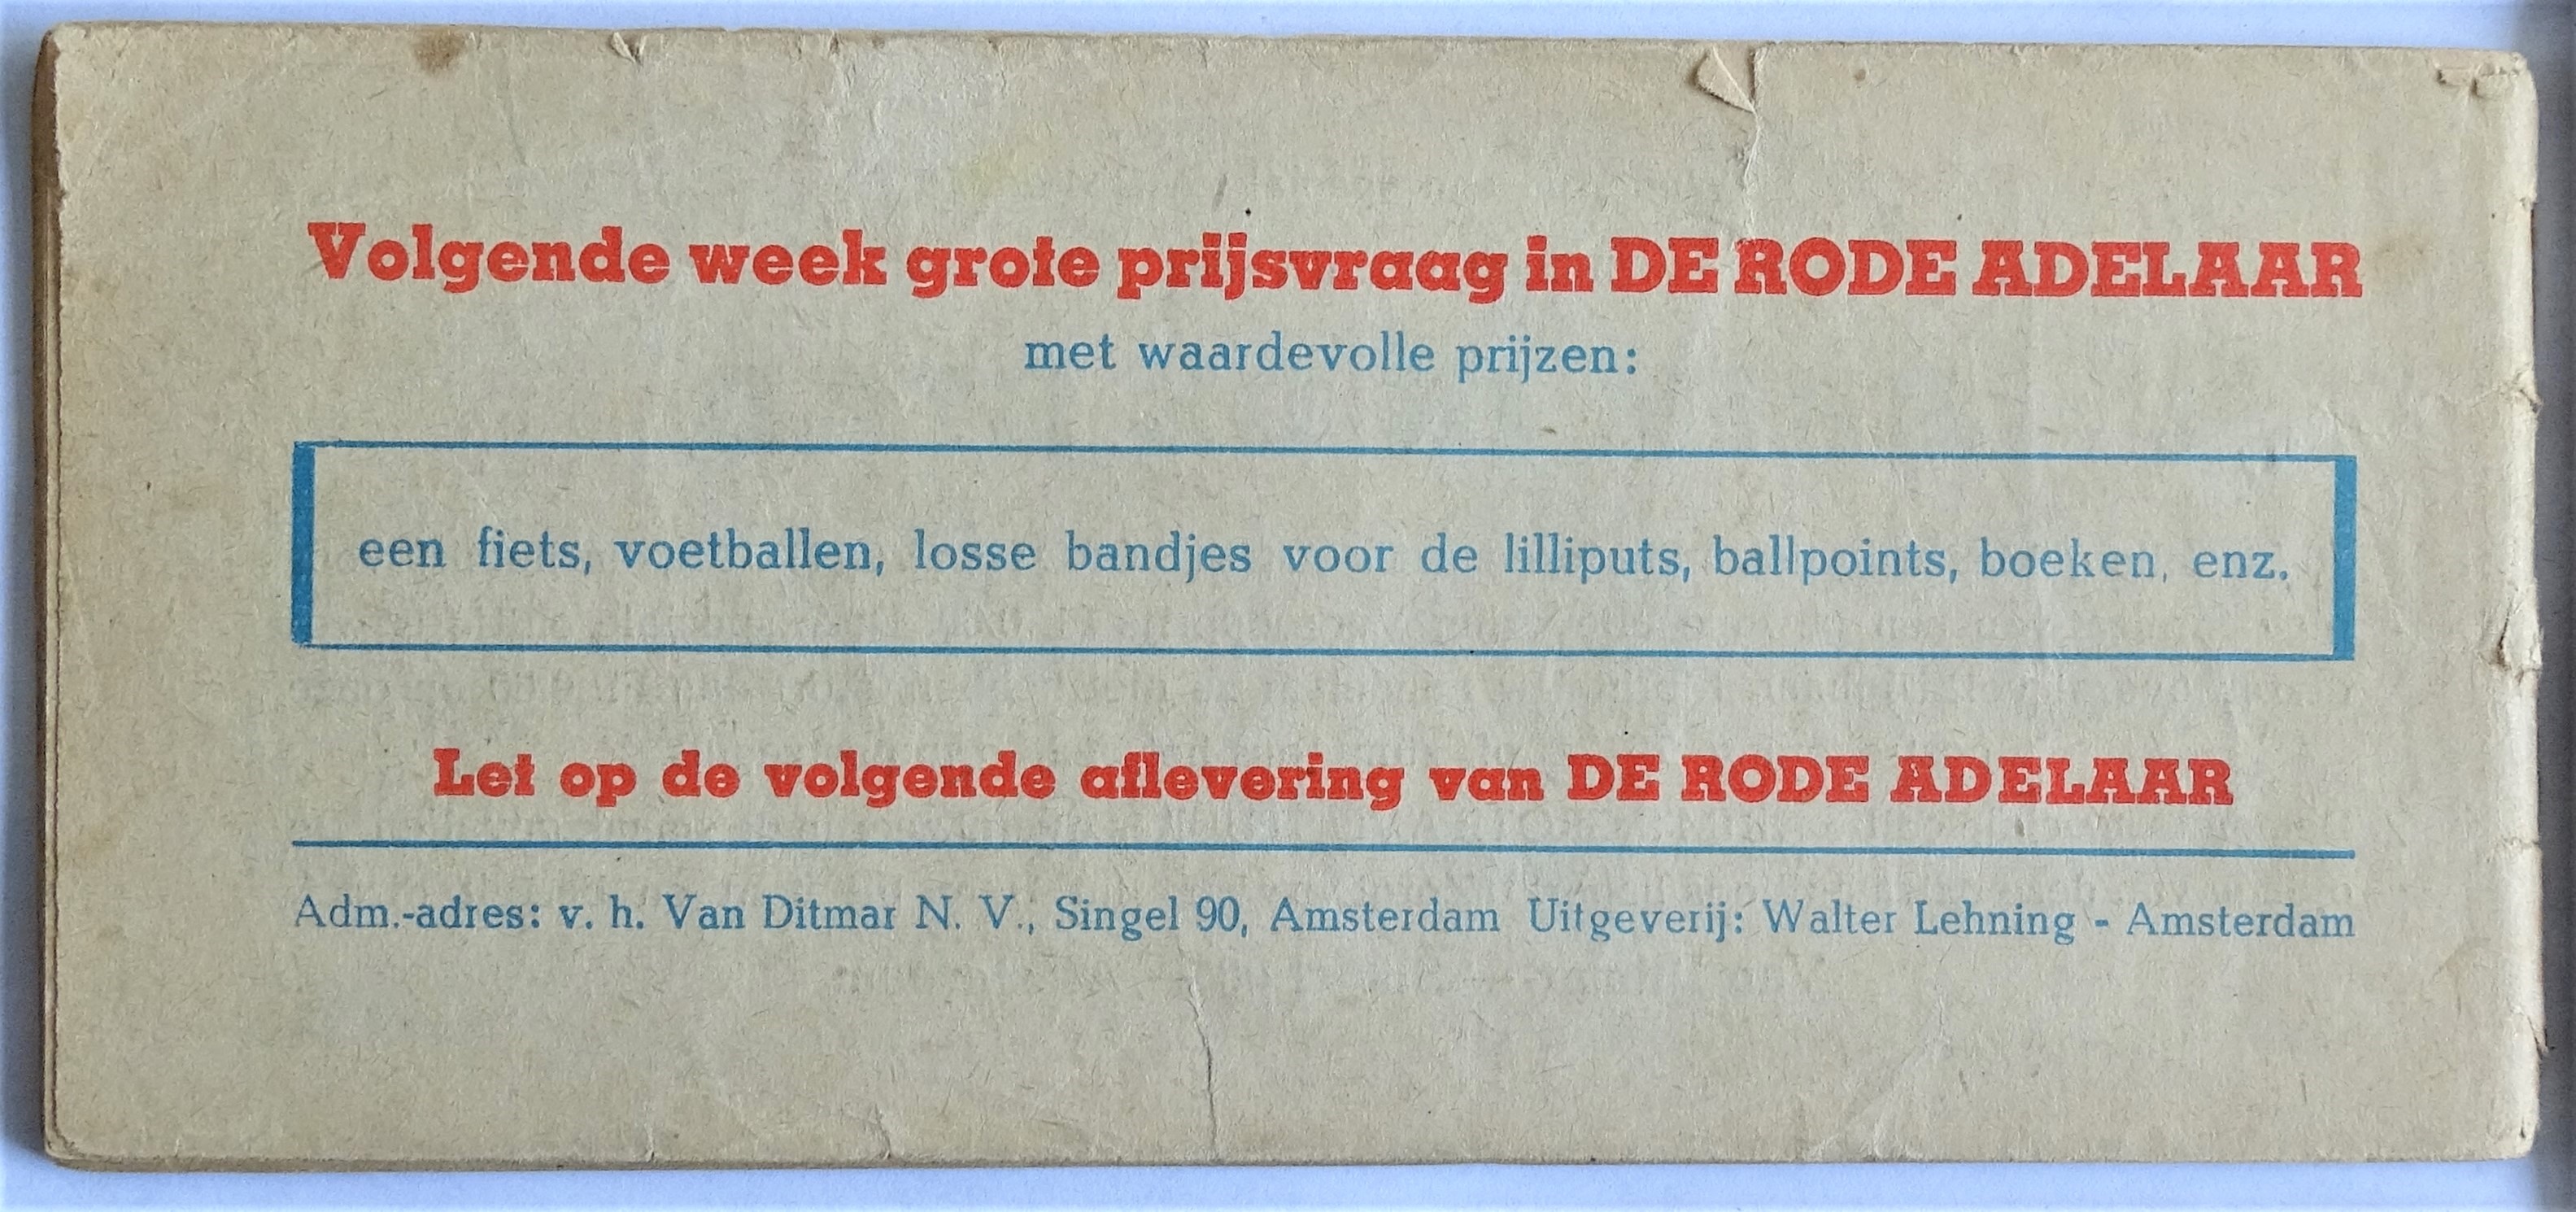 Volgende week grote prijsvraag in DE RODE ADELAAR
met waardevolle prijzen:
een fiets, voetballen, losse bandjes voor de lilliputs, ballpoints, boeken, enz.
Let op de volgende aflevering van DE RODE ADELAAR
Adm.-adres: v. h. Van Ditmar N. V., Singel 90, Amsterdam Uitgeverij: Walter Lehning - Amsterdam